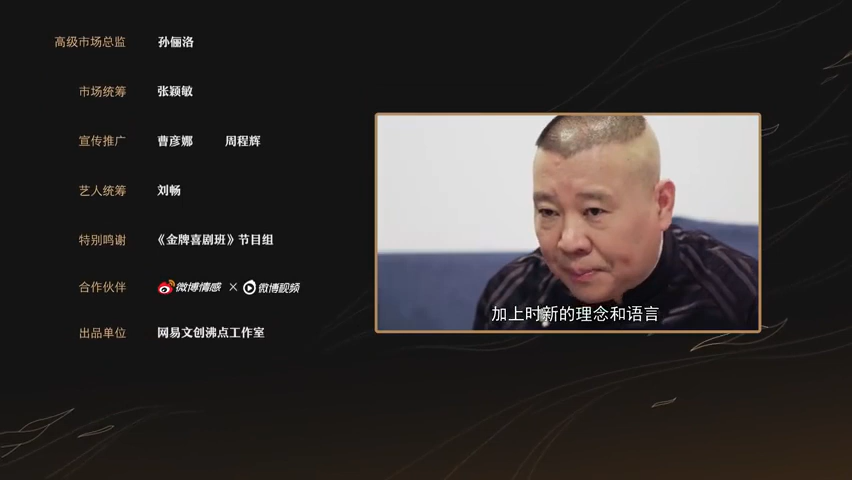 高级市场总监 孙俪洛
市场统筹 张颖敏
宣传推广 曹彦娜 周程辉
艺人统筹 刘畅
特别鸣谢 《金牌喜剧班》节目组
合作伙伴 微博情感 × 微博视频
出品单位 网易文创沸点工作室
加上时新的理念和语言